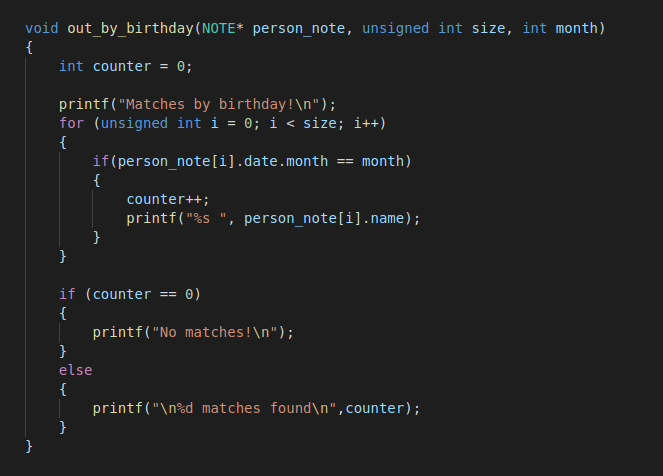 void out_by_birthday(NOTE* person_note, unsigned int size, int month)
{
    int counter = 0;

    printf("Matches by birthday!\n");
    for (unsigned int i = 0; i < size; i++)
    {
        if(person_note[i].date.month == month)
        {
            counter++;
            printf("%s ", person_note[i].name);
        }
    }

    if (counter == 0)
    {
        printf("No matches!\n");
    }
    else
    {
        printf("\n%d matches found\n",counter);
    }
}